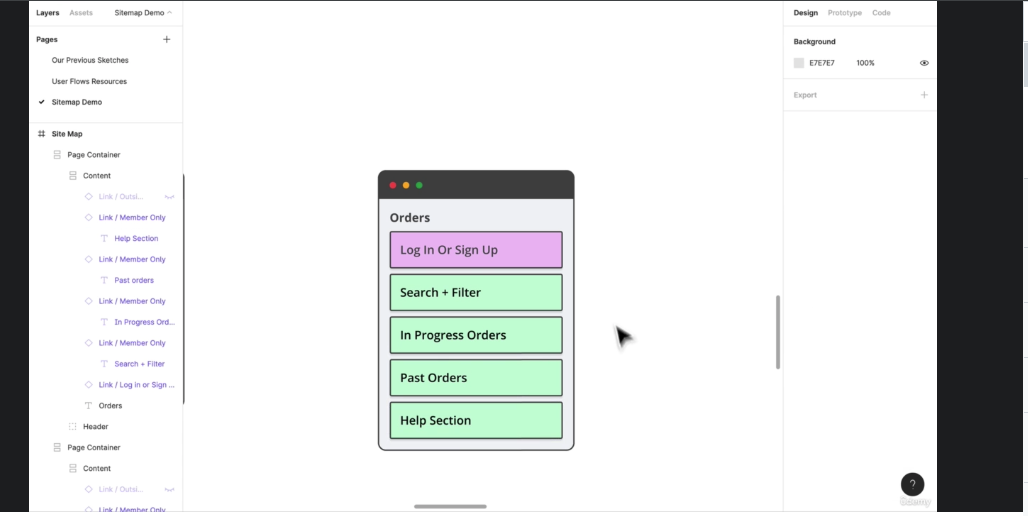 Layers Assets Sitemap Demo
Pages
Our Previous Sketches
User Flows Resources
Sitemap Demo
Site Map
Page Container
Content
Link / Outsi...
Link / Member Only
Help Section
Link / Member Only
Past orders
Link / Member Only
In Progress Ord...
Link / Member Only
Search + Filter
Link / Log in or Sign ...
Orders
Header
Page Container
Content
Link / Outsi...
Link / Member Only
Orders
Log In Or Sign Up
Search + Filter
In Progress Orders
Past Orders
Help Section
Design Prototype Code
Background
E7E7E7 100%
Export
?
ûdemy